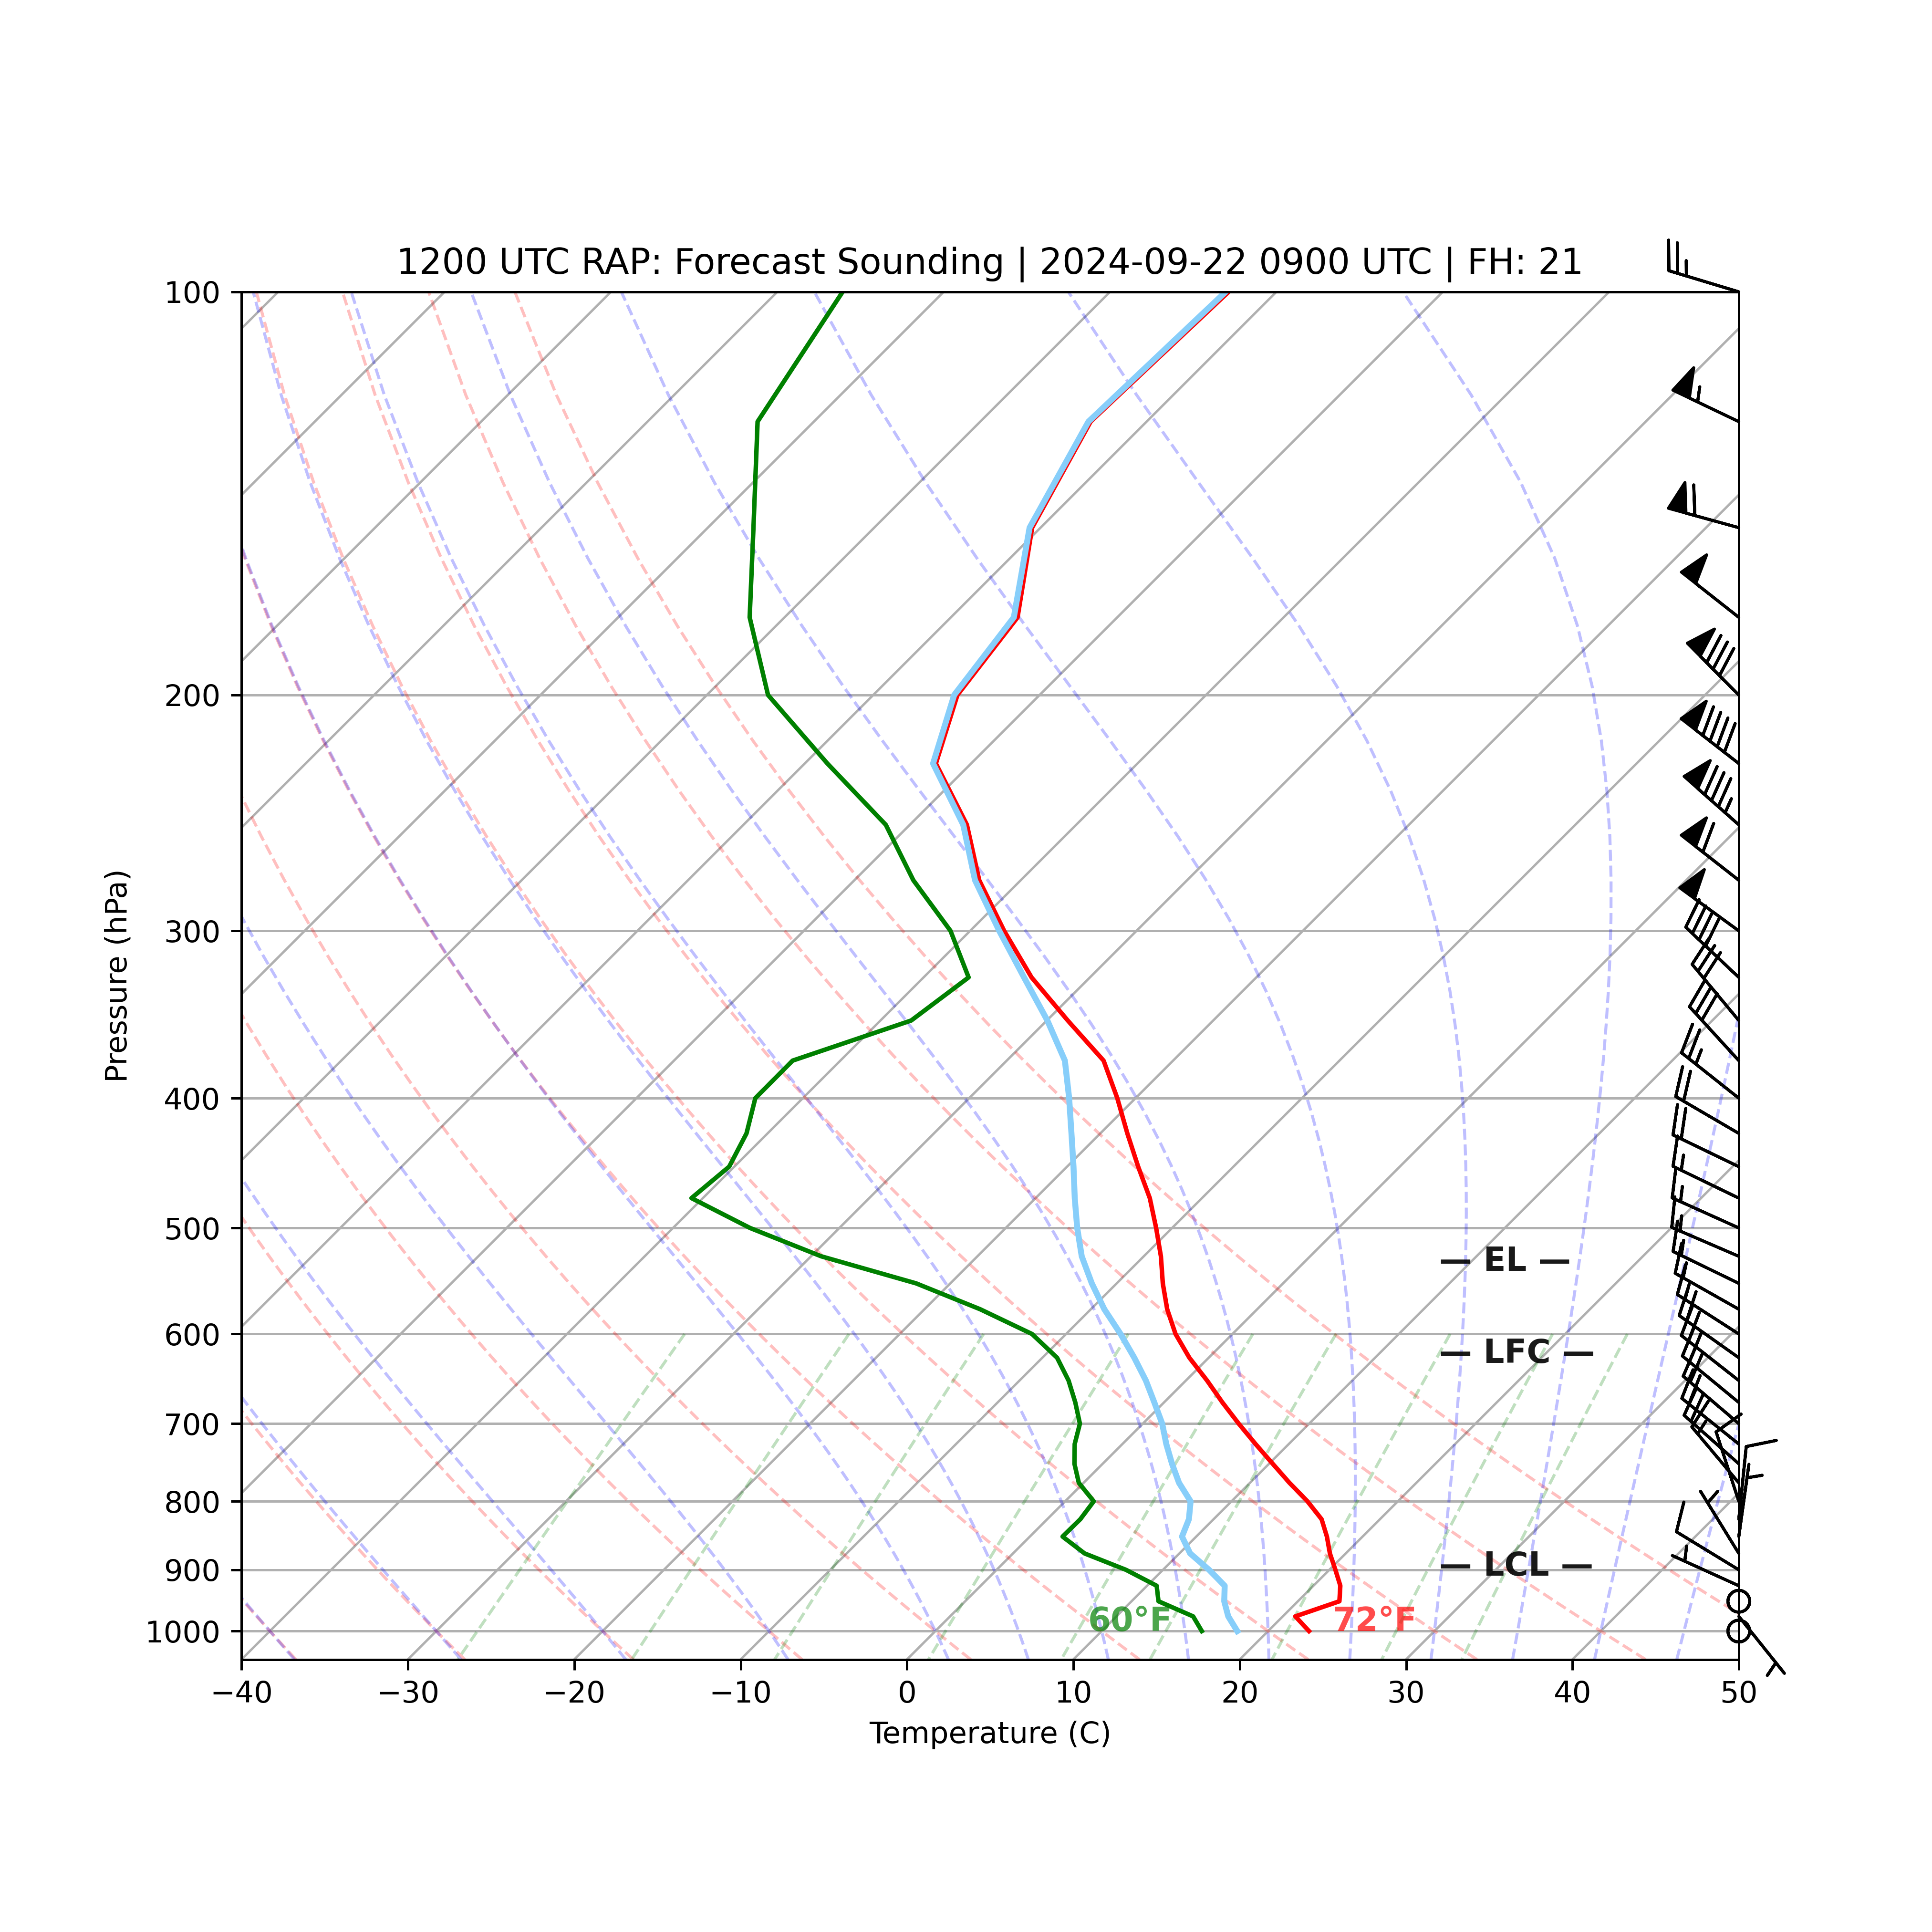 1200 UTC RAP: Forecast Sounding | 2024-09-22 0900 UTC | FH: 21
100
200
300
400
500
600
700
800
900
1000
Pressure (hPa)
— EL —
— LFC —
— LCL —
60°F
72°F
−40 −30 −20 −10 0 10 20 30 40 50
Temperature (C)